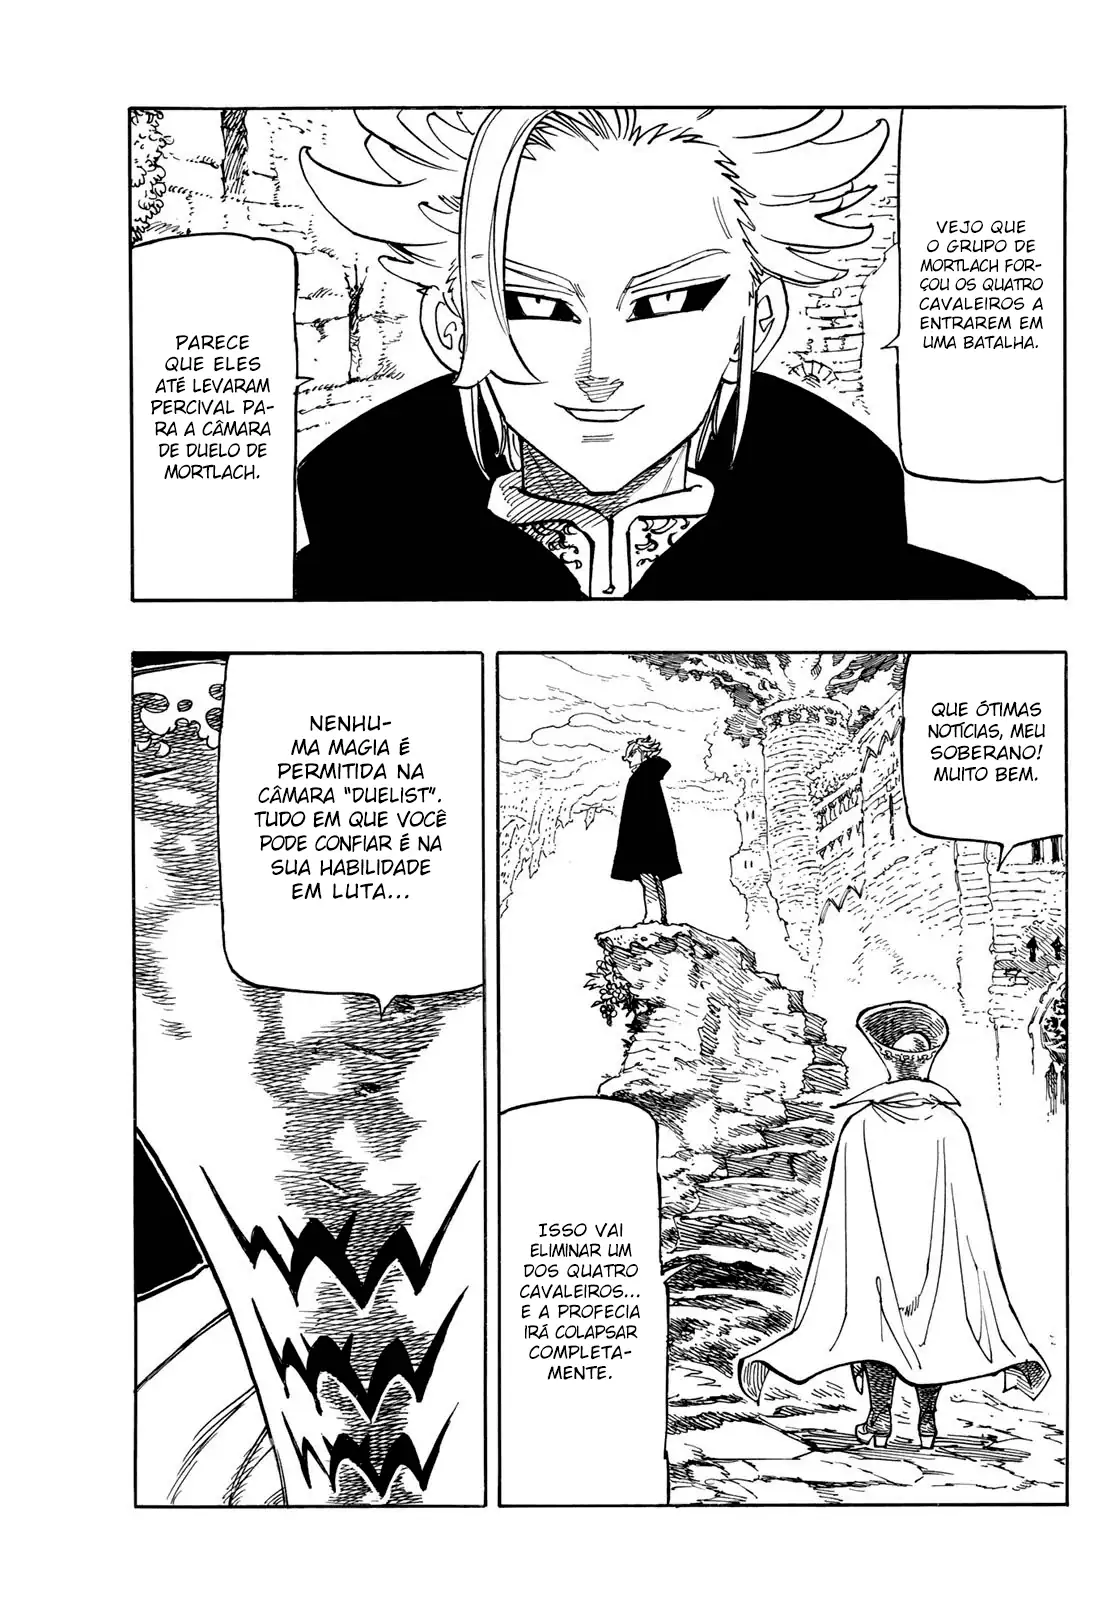 VEJO QUE
O GRUPO DE
MORTLACH FOR-
ÇOU OS QUATRO
CAVALEIROS A
ENTRAREM EM
UMA BATALHA.
PARECE
QUE ELES
ATÉ LEVARAM
PERCIVAL PA-
RA A CÂMARA
DE DUELO DE
MORTLACH.
QUE ÓTIMAS
NOTÍCIAS, MEU
SOBERANO!
MUITO BEM.
ISSO VAI
ELIMINAR UM
DOS QUATRO
CAVALEIROS...
E A PROFECIA
IRÁ COLAPSAR
COMPLETA-
MENTE.
NENHU-
MA MAGIA É
PERMITIDA NA
CÂMARA “DUELIST”.
TUDO EM QUE VOCÊ
PODE CONFIAR É NA
SUA HABILIDADE
EM LUTA...